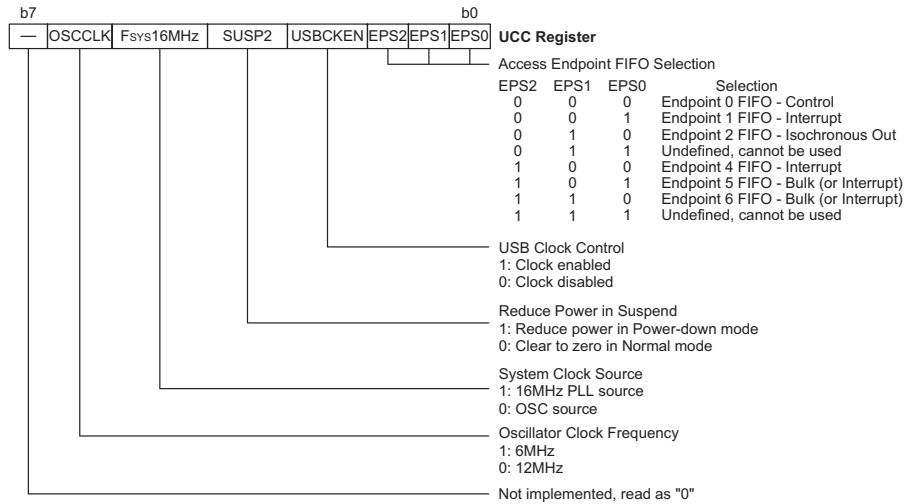 b7 b0
— OSCCLK FSYS16MHz SUSP2 USBCKEN EPS2 EPS1 EPS0 UCC Register
Access Endpoint FIFO Selection
EPS2 EPS1 EPS0 Selection
0 0 0 Endpoint 0 FIFO - Control
0 0 1 Endpoint 1 FIFO - Interrupt
0 1 0 Endpoint 2 FIFO - Isochronous Out
0 1 1 Undefined, cannot be used
1 0 0 Endpoint 4 FIFO - Interrupt
1 0 1 Endpoint 5 FIFO - Bulk (or Interrupt)
1 1 0 Endpoint 6 FIFO - Bulk (or Interrupt)
1 1 1 Undefined, cannot be used
USB Clock Control
1: Clock enabled
0: Clock disabled
Reduce Power in Suspend
1: Reduce power in Power-down mode
0: Clear to zero in Normal mode
System Clock Source
1: 16MHz PLL source
0: OSC source
Oscillator Clock Frequency
1: 6MHz
0: 12MHz
Not implemented, read as "0"